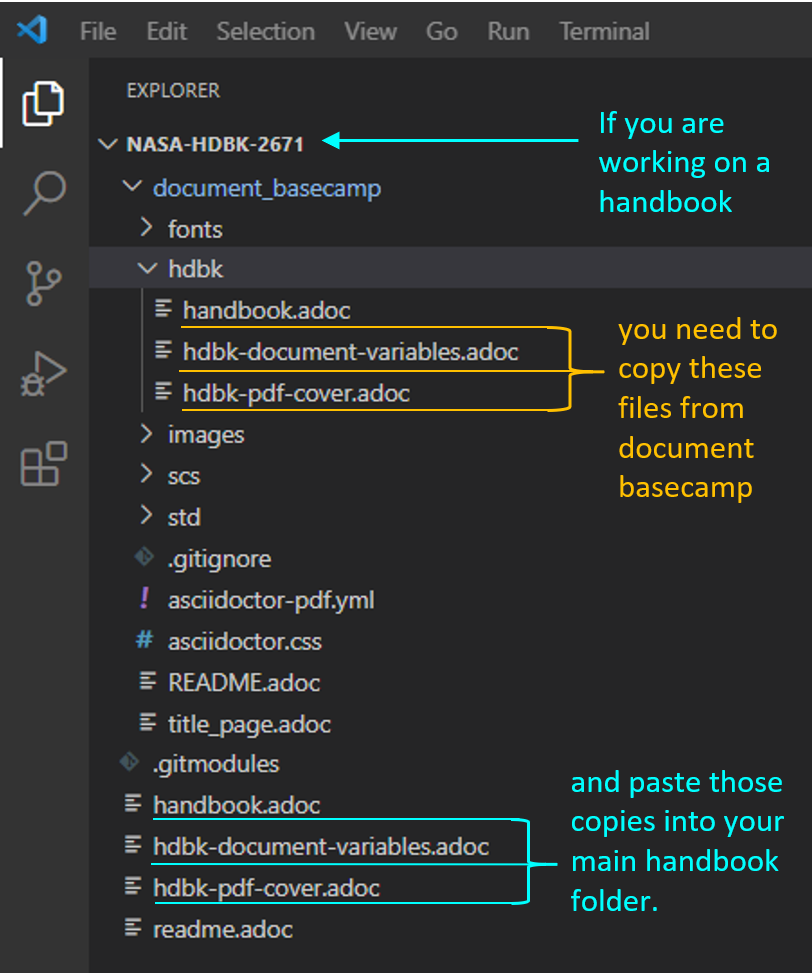 File Edit Selection View Go Run Terminal
EXPLORER
NASA-HDBK-2671
If you are
working on a
handbook
document_basecamp
fonts
hdbk
handbook.adoc
hdbk-document-variables.adoc
hdbk-pdf-cover.adoc
you need to
copy these
files from
document
basecamp
images
scs
std
.gitignore
! asciidoctor-pdf.yml
# asciidoctor.css
README.adoc
title_page.adoc
.gitmodules
handbook.adoc
hdbk-document-variables.adoc
hdbk-pdf-cover.adoc
and paste those
copies into your
main handbook
folder.
readme.adoc